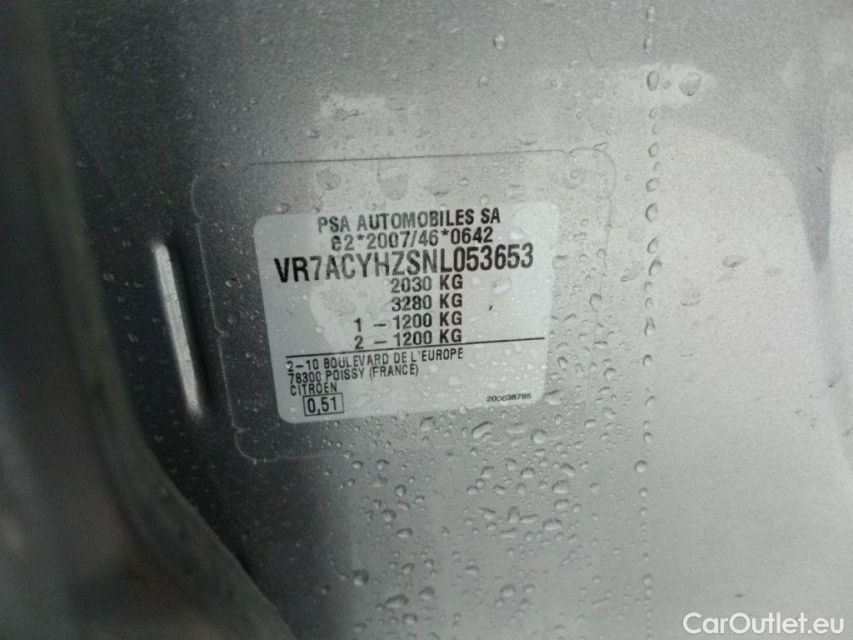 PSA AUTOMOBILES SA
e2*2007/46*0642
VR7ACYHZSNL053653
2030 KG
3280 KG
1 - 1200 KG
2 - 1200 KG
2-10 BOULEVARD DE L'EUROPE
78300 POISSY (FRANCE)
CITROEN
0,51
200638795
CarOutlet.eu